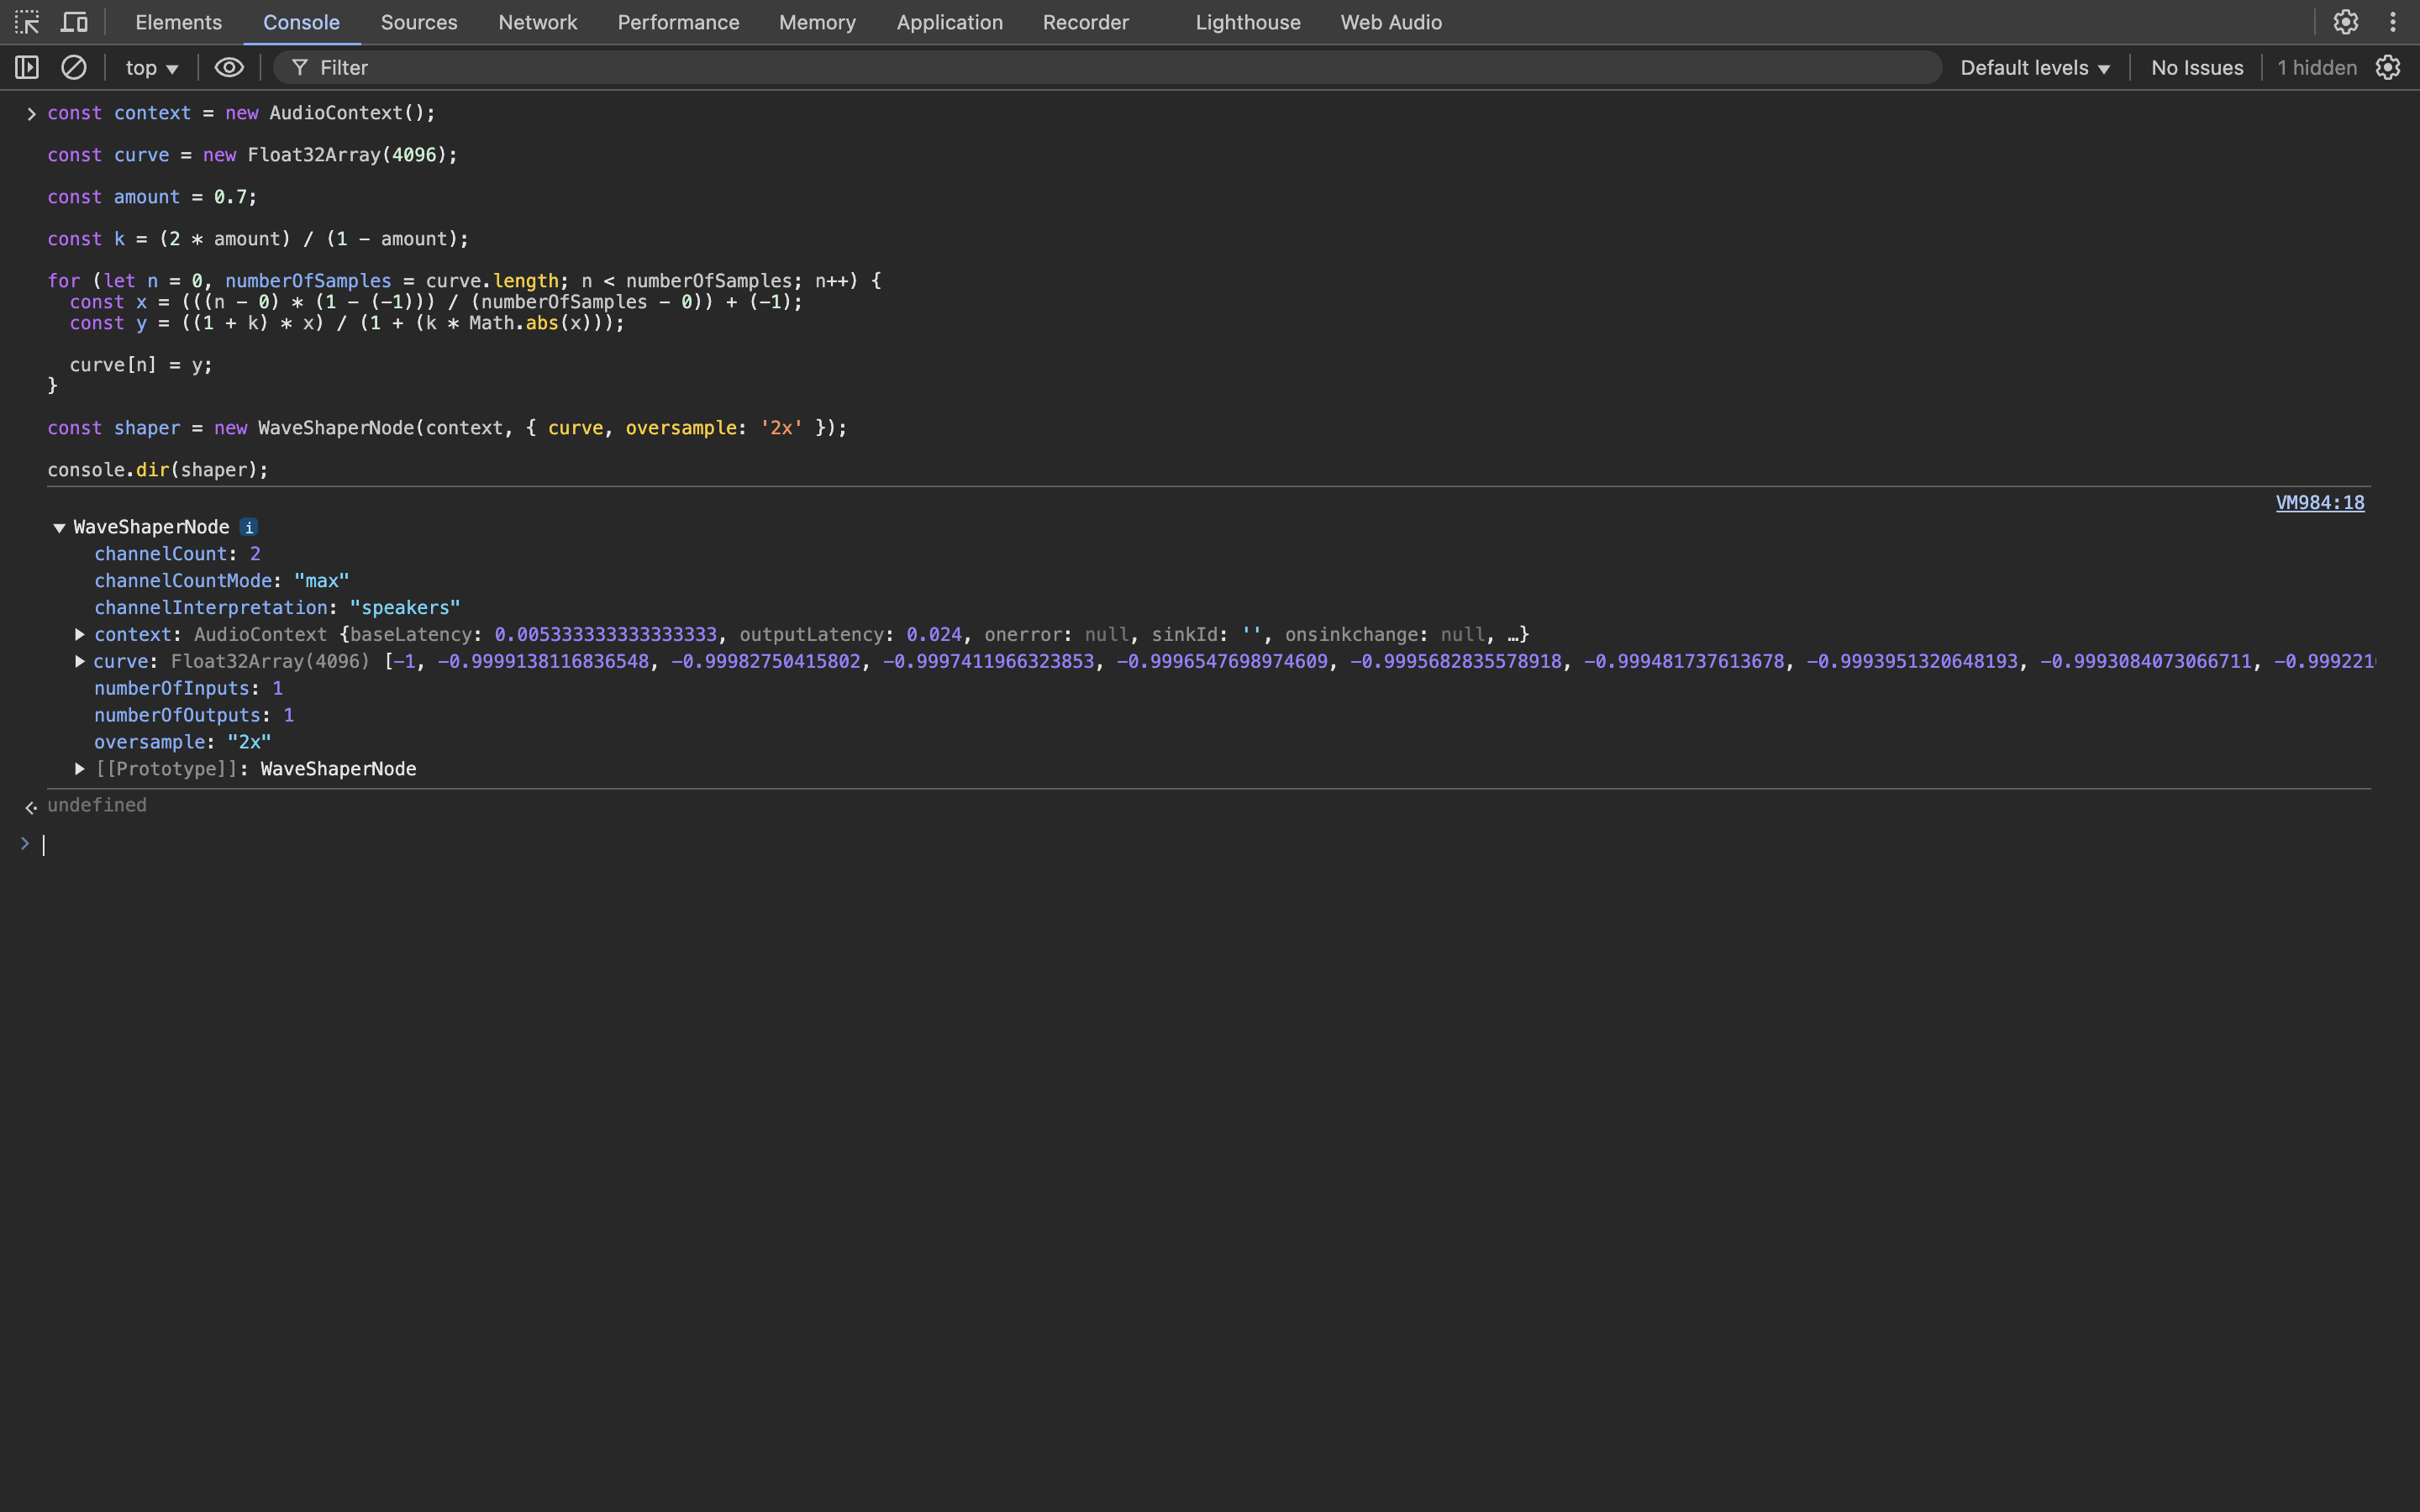 Elements Console Sources Network Performance Memory Application Recorder Lighthouse Web Audio
top Filter Default levels No Issues 1 hidden
const context = new AudioContext();
const curve = new Float32Array(4096);
const amount = 0.7;
const k = (2 * amount) / (1 - amount);
for (let n = 0, numberOfSamples = curve.length; n < numberOfSamples; n++) {
  const x = (((n - 0) * (1 - (-1))) / (numberOfSamples - 0)) + (-1);
  const y = ((1 + k) * x) / (1 + (k * Math.abs(x)));
  curve[n] = y;
}
const shaper = new WaveShaperNode(context, { curve, oversample: '2x' });
console.dir(shaper);
VM984:18
WaveShaperNode i
channelCount: 2
channelCountMode: "max"
channelInterpretation: "speakers"
context: AudioContext {baseLatency: 0.005333333333333333, outputLatency: 0.024, onerror: null, sinkId: '', onsinkchange: null, …}
curve: Float32Array(4096) [-1, -0.9999138116836548, -0.99982750415802, -0.9997411966323853, -0.9996547698974609, -0.9995682835578918, -0.999481737613678, -0.9993951320648193, -0.9993084073066711, -0.999221
numberOfInputs: 1
numberOfOutputs: 1
oversample: "2x"
[[Prototype]]: WaveShaperNode
undefined